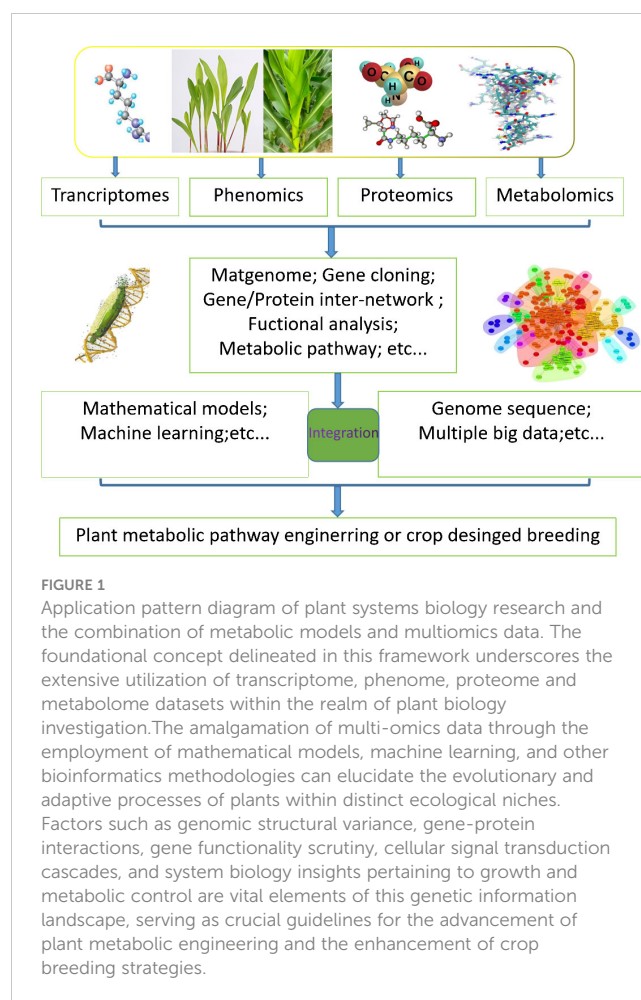 C
O
H
O
C
H
O
H
N
Trancriptomes
Phenomics
Proteomics
Metabolomics
Matgenome; Gene cloning;
Gene/Protein inter-network ;
Fuctional analysis;
Metabolic pathway; etc...
Mathematical models;
Machine learning;etc...
Integration
Genome sequence;
Multiple big data;etc...
Plant metabolic pathway enginerring or crop desinged breeding
FIGURE 1
Application pattern diagram of plant systems biology research and
the combination of metabolic models and multiomics data. The
foundational concept delineated in this framework underscores the
extensive utilization of transcriptome, phenome, proteome and
metabolome datasets within the realm of plant biology
investigation.The amalgamation of multi-omics data through the
employment of mathematical models, machine learning, and other
bioinformatics methodologies can elucidate the evolutionary and
adaptive processes of plants within distinct ecological niches.
Factors such as genomic structural variance, gene-protein
interactions, gene functionality scrutiny, cellular signal transduction
cascades, and system biology insights pertaining to growth and
metabolic control are vital elements of this genetic information
landscape, serving as crucial guidelines for the advancement of
plant metabolic engineering and the enhancement of crop
breeding strategies.